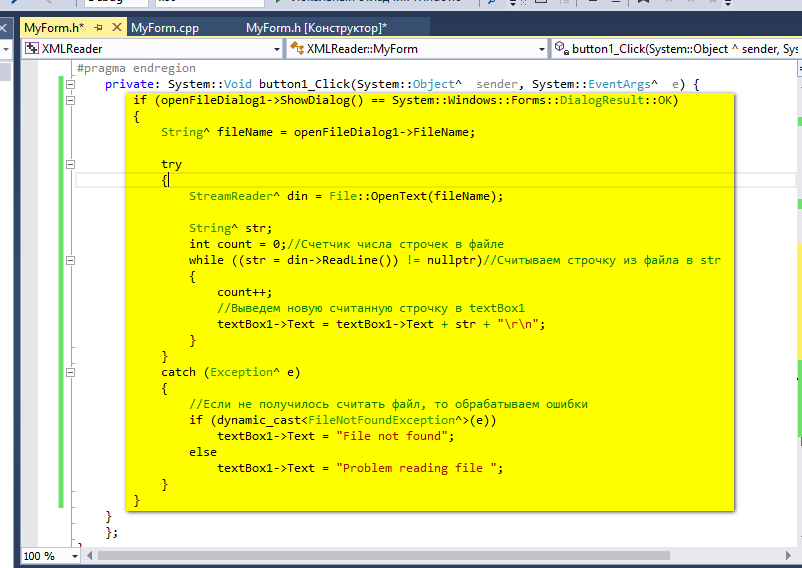 MyForm.h*
MyForm.cpp
MyForm.h [Конструктор]*
XMLReader
XMLReader::MyForm
button1_Click(System::Object ^ sender, Sys
#pragma endregion
private: System::Void button1_Click(System::Object^  sender, System::EventArgs^  e) {
if (openFileDialog1->ShowDialog() == System::Windows::Forms::DialogResult::OK)
{
String^ fileName = openFileDialog1->FileName;
try
{
StreamReader^ din = File::OpenText(fileName);
String^ str;
int count = 0;//Счетчик числа строчек в файле
while ((str = din->ReadLine()) != nullptr)//Считываем строчку из файла в str
{
count++;
//Выведем новую считанную строчку в textBox1
textBox1->Text = textBox1->Text + str + "\r\n";
}
}
catch (Exception^ e)
{
//Если не получилось считать файл, то обрабатываем ошибки
if (dynamic_cast<FileNotFoundException^>(e))
textBox1->Text = "File not found";
else
textBox1->Text = "Problem reading file ";
}
}
}
};
100 %